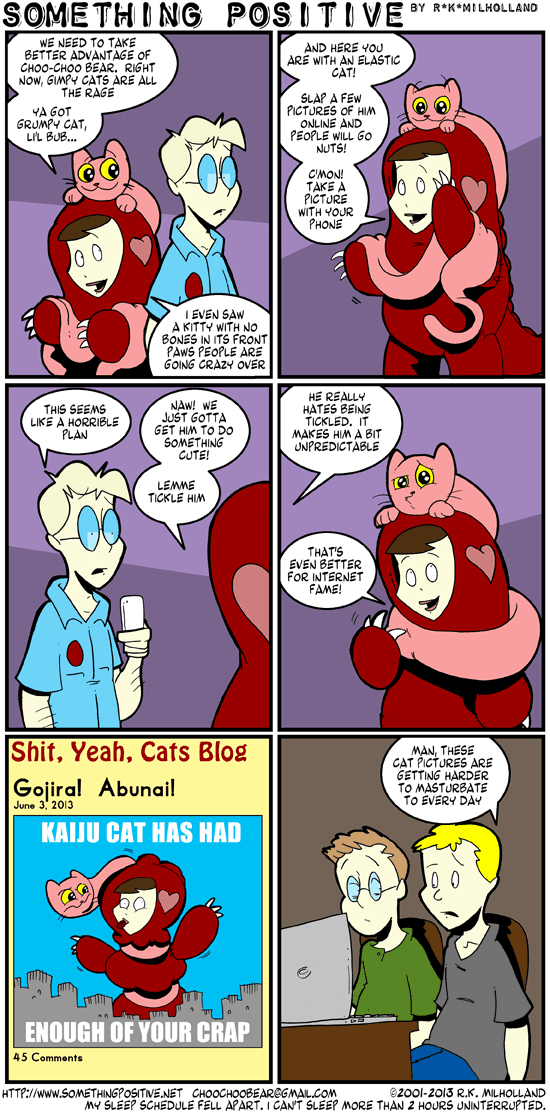 SOMETHING POSITIVE BY R*K*MILHOLLAND
WE NEED TO TAKE
BETTER ADVANTAGE OF
CHOO-CHOO BEAR. RIGHT
NOW, GIMPY CATS ARE ALL
THE RAGE
YA GOT
GRUMPY CAT,
LI'L BUB...
I EVEN SAW
A KITTY WITH NO
BONES IN ITS FRONT
PAWS PEOPLE ARE
GOING CRAZY OVER
AND HERE YOU
ARE WITH AN ELASTIC
CAT!
SLAP A FEW
PICTURES OF HIM
ONLINE AND
PEOPLE WILL GO
NUTS!
C'MON!
TAKE A
PICTURE
WITH YOUR
PHONE
THIS SEEMS
LIKE A HORRIBLE
PLAN
NAW! WE
JUST GOTTA
GET HIM TO DO
SOMETHING
CUTE!
LEMME
TICKLE HIM
HE REALLY
HATES BEING
TICKLED. IT
MAKES HIM A BIT
UNPREDICTABLE
THAT'S
EVEN BETTER
FOR INTERNET
FAME!
Shit, Yeah, Cats Blog
Gojira! Abunai!
June 3, 2013
KAIJU CAT HAS HAD
ENOUGH OF YOUR CRAP
45 Comments
MAN, THESE
CAT PICTURES ARE
GETTING HARDER
TO MASTURBATE
TO EVERY DAY
HTTP://WWW.SOMETHINGPOSITIVE.NET CHOOCHOOBEAR@GMAIL.COM ©2001-2013 R.K. MILHOLLAND
MY SLEEP SCHEDULE FELL APART. I CAN'T SLEEP MORE THAN 2 HOURS UNINTERRUPTED.